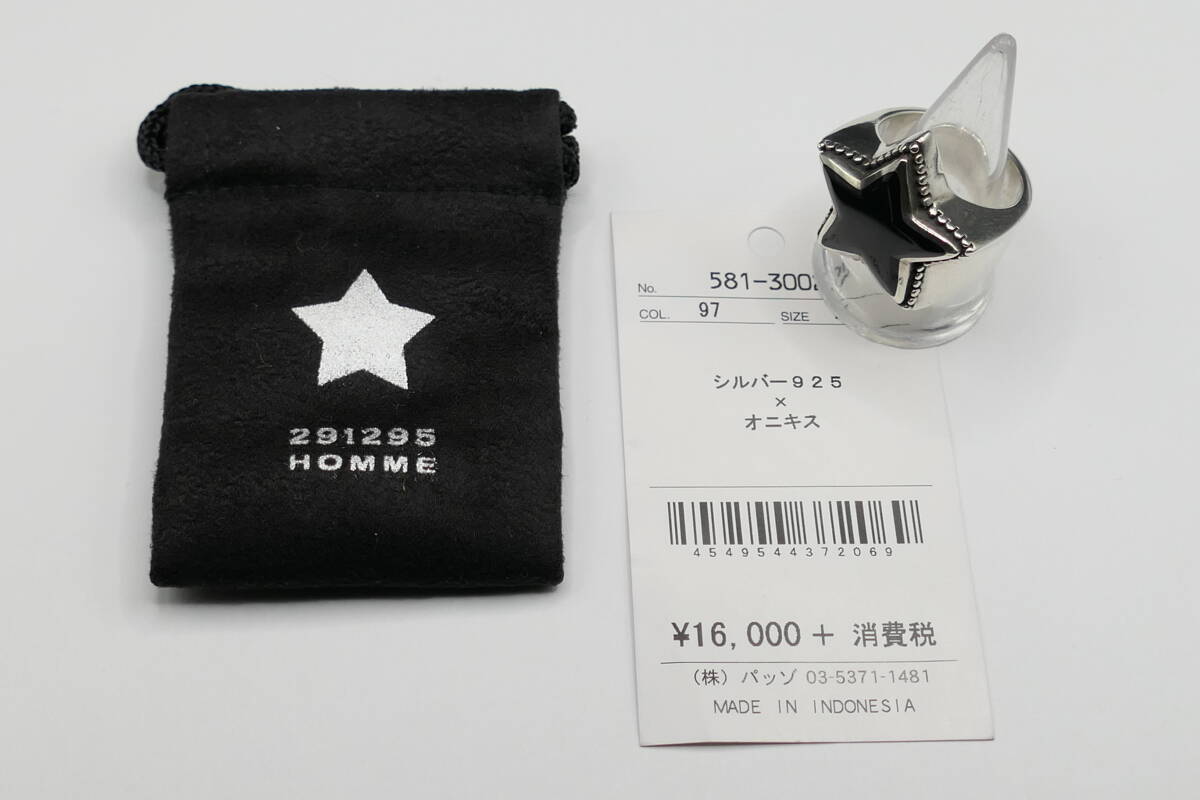 291295
HOMME
No. 581-3002
COL. 97 SIZE
シルバー925
×
オニキス
4549544372069
¥16,000+ 消費税
(株) パッゾ 03-5371-1481
MADE IN INDONESIA